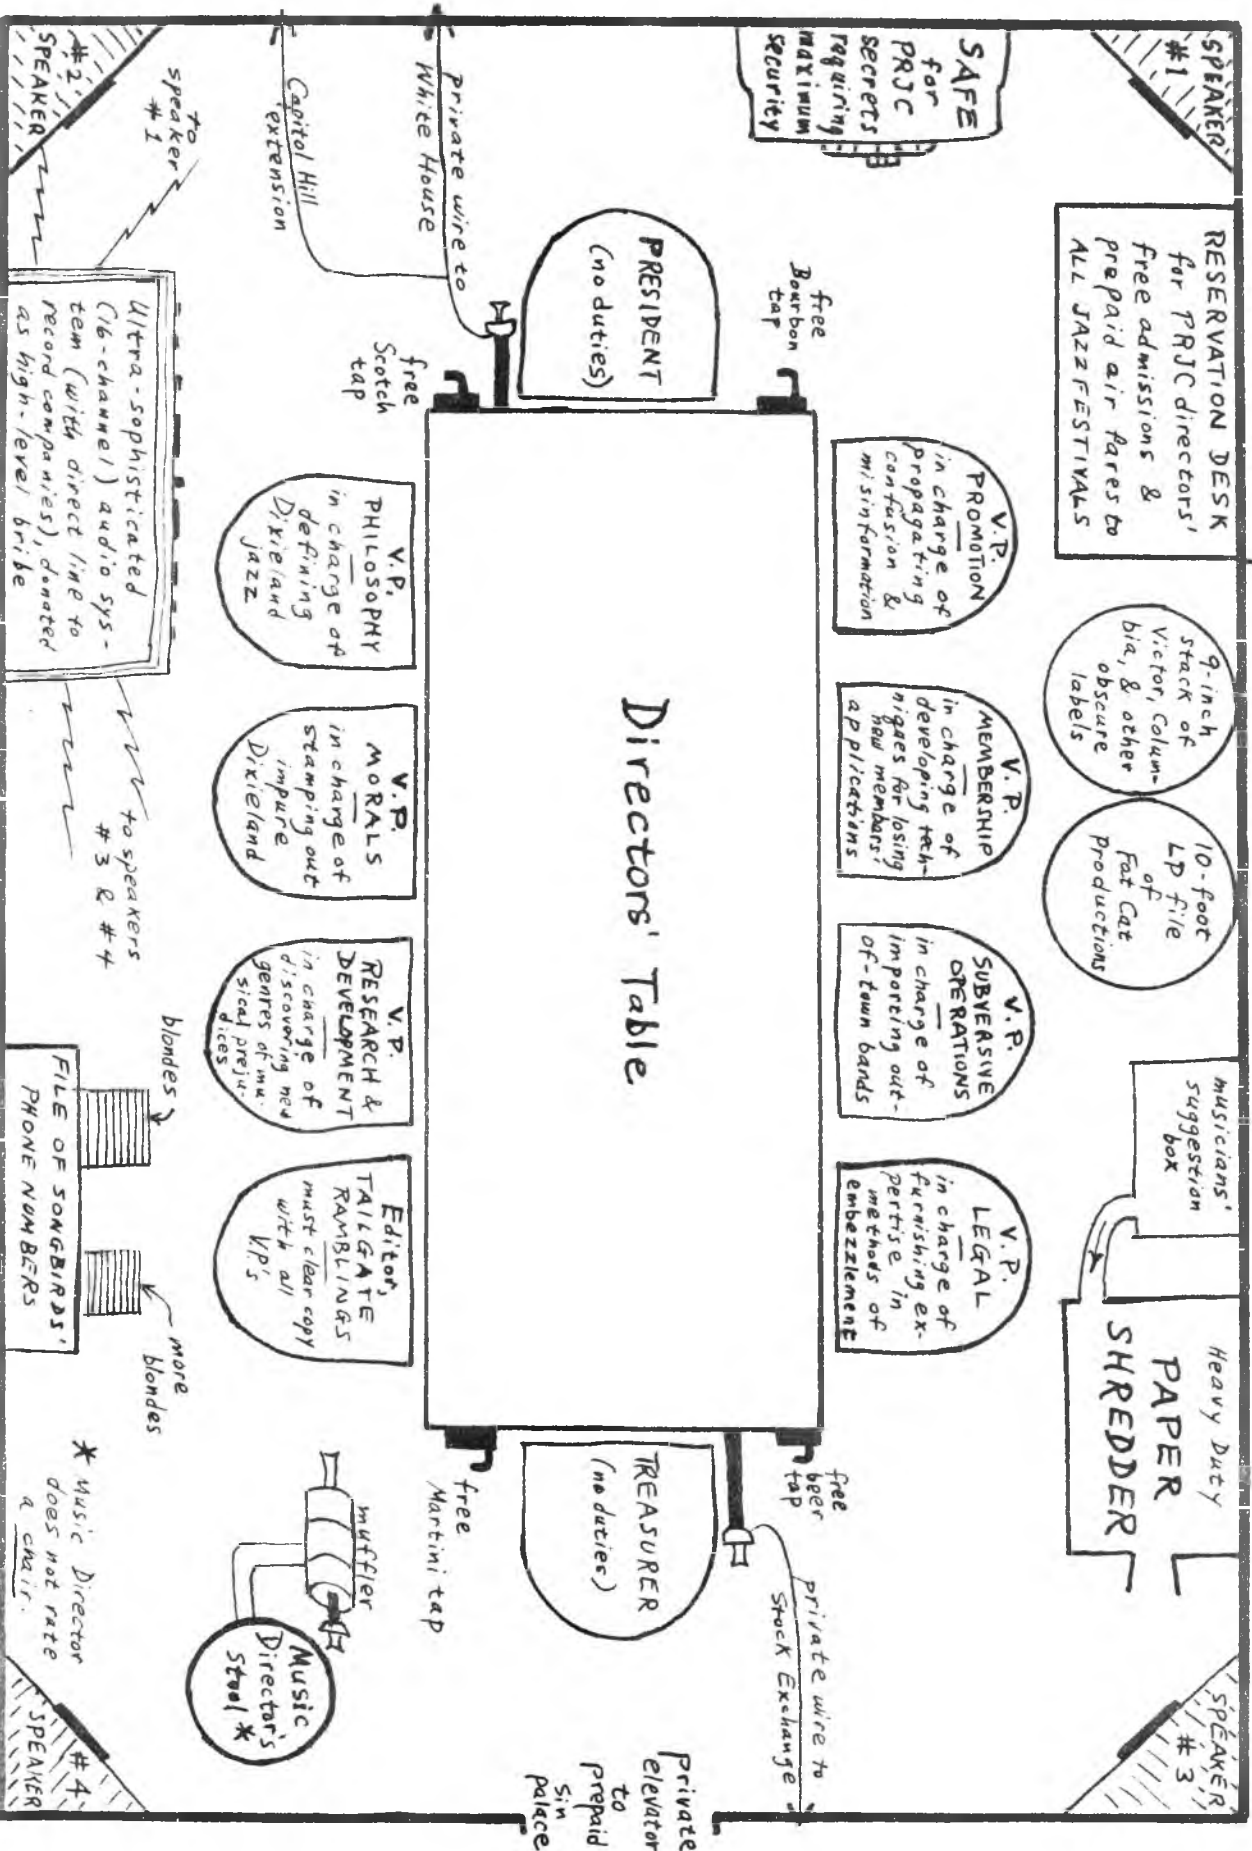 SPEAKER
#1
RESERVATION DESK
for PRJC directors'
free admissions &
prepaid air fares to
ALL JAZZ FESTIVALS
9-inch
stack of
Victor, Colum-
bia, & other
obscure
labels
10-foot
LP file
of
Fat Cat
Productions
musicians'
suggestion
box
Heavy Duty
PAPER
SHREDDER
SPEAKER
#3
SAFE
for
PRJC
secrets
requiring
maximum
security
V.P.
PROMOTION
in charge of
propagating
confusion &
misinformation
V.P.
MEMBERSHIP
in charge of
developing tech-
niques for losing
new members'
applications
V.P.
SUBVERSIVE
OPERATIONS
in charge of
importing out-
of-town bands
V.P.
LEGAL
in charge of
furnishing ex-
pertise in
methods of
embezzlement
free
Bourbon
tap
free
beer
tap
private wire to
Stock Exchange
PRESIDENT
(no duties)
Directors' Table
TREASURER
(no duties)
private
elevator
to
prepaid
sin
palace
private wire to
White House
Capitol Hill
extension
free
Scotch
tap
free
Martini tap
V.P.
PHILOSOPHY
in charge of
defining
Dixieland
jazz
V.P.
MORALS
in charge of
stamping out
impure
Dixieland
V.P.
RESEARCH &
DEVELOPMENT
in charge of
discovering new
genres of mu-
sical preju-
dices
Editor,
TAILGATE
RAMBLINGS
must clear copy
with all
V.P.'s
muffler
Music
Director's
Stool *
to
speaker
#1
#2
SPEAKER
Ultra-sophisticated
(16-channel) audio sys-
tem (with direct line to
record companies), donated
as high-level bribe
to speakers
#3 & #4
blondes
more
blondes
FILE OF SONGBIRDS'
PHONE NUMBERS
* Music Director
does not rate
a chair.
#4
SPEAKER